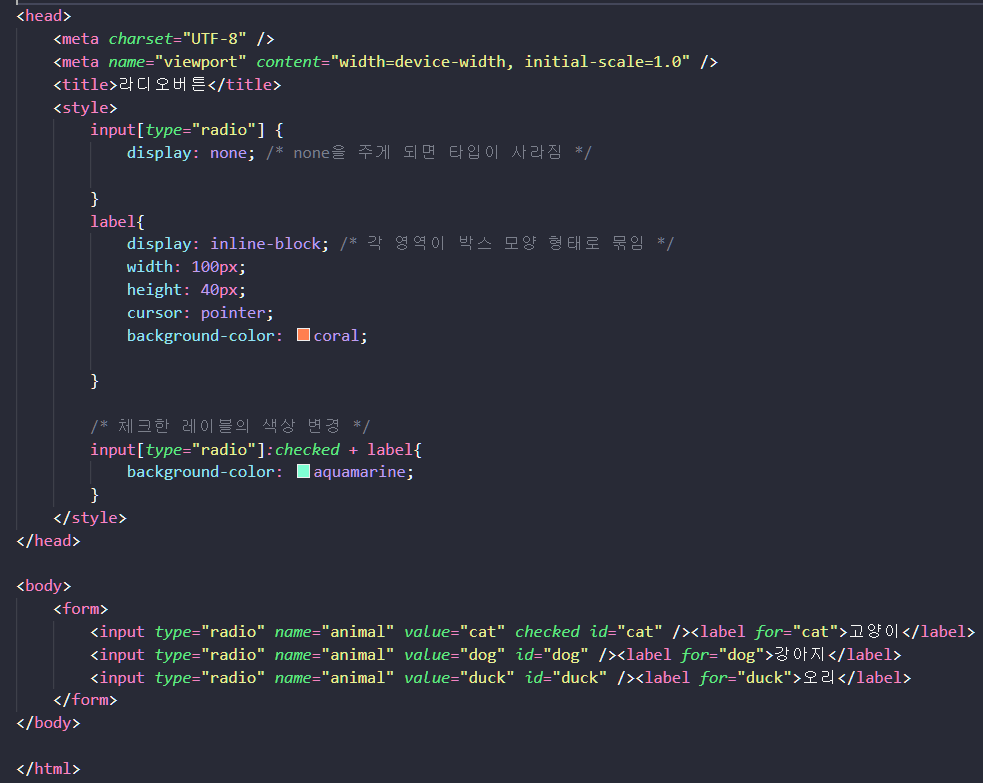 <head>
<meta charset="UTF-8" />
<meta name="viewport" content="width=device-width, initial-scale=1.0" />
<title>라디오버튼</title>
<style>
input[type="radio"] {
display: none; /* none을 주게 되면 타입이 사라짐 */
}
label{
display: inline-block; /* 각 영역이 박스 모양 형태로 묶임 */
width: 100px;
height: 40px;
cursor: pointer;
background-color: coral;
}
/* 체크한 레이블의 색상 변경 */
input[type="radio"]:checked + label{
background-color: aquamarine;
}
</style>
</head>
<body>
<form>
<input type="radio" name="animal" value="cat" checked id="cat" /><label for="cat">고양이</label>
<input type="radio" name="animal" value="dog" id="dog" /><label for="dog">강아지</label>
<input type="radio" name="animal" value="duck" id="duck" /><label for="duck">오리</label>
</form>
</body>
</html>